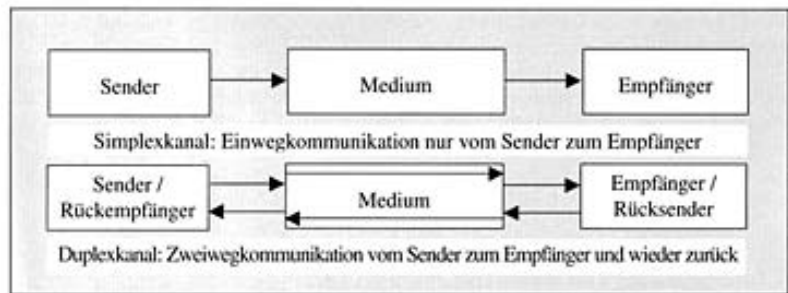 Sender Medium Empfänger
Simplexkanal: Einwegkommunikation nur vom Sender zum Empfänger
Sender / Rückempfänger
Medium
Empfänger / Rücksender
Duplexkanal: Zweiwegkommunikation vom Sender zum Empfänger und wieder zurück